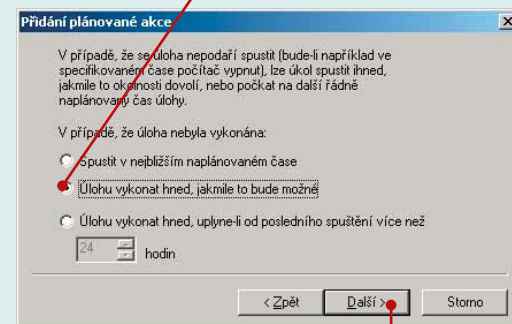 Přidání plánované akce
V případě, že se úloha nepodaří spustit (bude-li například ve
specifikovaném čase počítač vypnut), lze úkol spustit ihned,
jakmile to okolnosti dovolí, nebo počkat na další řádně
naplánovaný čas úlohy.
V případě, že úloha nebyla vykonána:
Spustit v nejbližším naplánovaném čase
Úlohu vykonat hned, jakmile to bude možné
Úlohu vykonat hned, uplyne-li od posledního spuštění více než
24 hodin
< Zpět Další > Storno